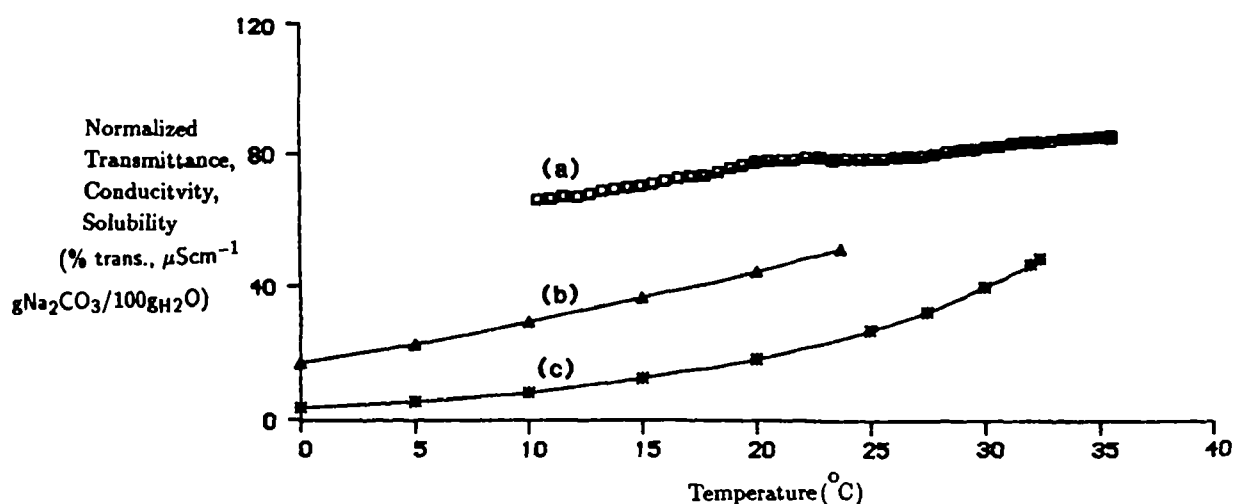 120
80
40
0
Normalized
Transmittance,
Conducitvity,
Solubility
(% trans., μScm⁻¹
gNa₂CO₃/100gH₂O)
(a)
(b)
(c)
0 5 10 15 20 25 30 35 40
Temperature(°C)